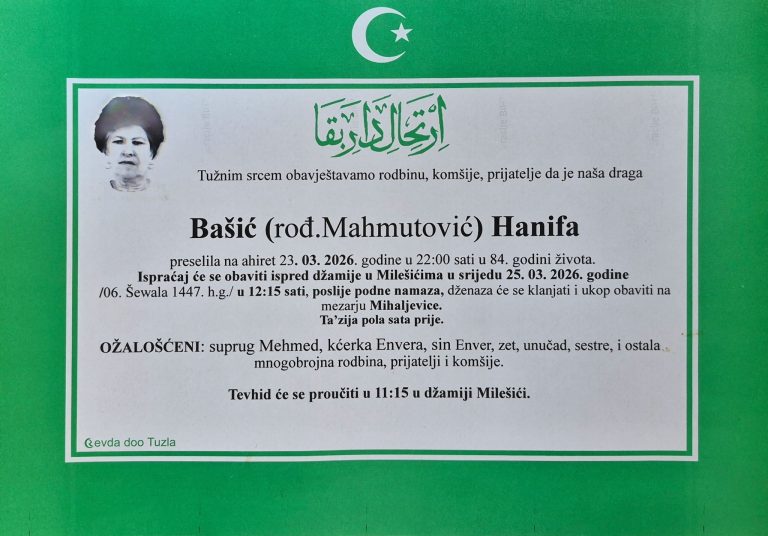 اِرْتِحَالِ دَارِ بَقَا
Tužnim srcem obavještavamo rodbinu, komšije, prijatelje da je naša draga
Bašić (rođ.Mahmutović) Hanifa
preselila na ahiret 23. 03. 2026. godine u 22:00 sati u 84. godini života.
Ispraćaj će se obaviti ispred džamije u Milešićima u srijedu 25. 03. 2026. godine
/06. Šewala 1447. h.g./ u 12:15 sati, poslije podne namaza, dženaza će se klanjati i ukop obaviti na
mezarju Mihaljevice.
Ta’zija pola sata prije.
OŽALOŠĆENI: suprug Mehmed, kćerka Envera, sin Enver, zet, unučad, sestre, i ostala
mnogobrojna rodbina, prijatelji i komšije.
Tevhid će se proučiti u 11:15 u džamiji Milešići.
evda doo Tuzla